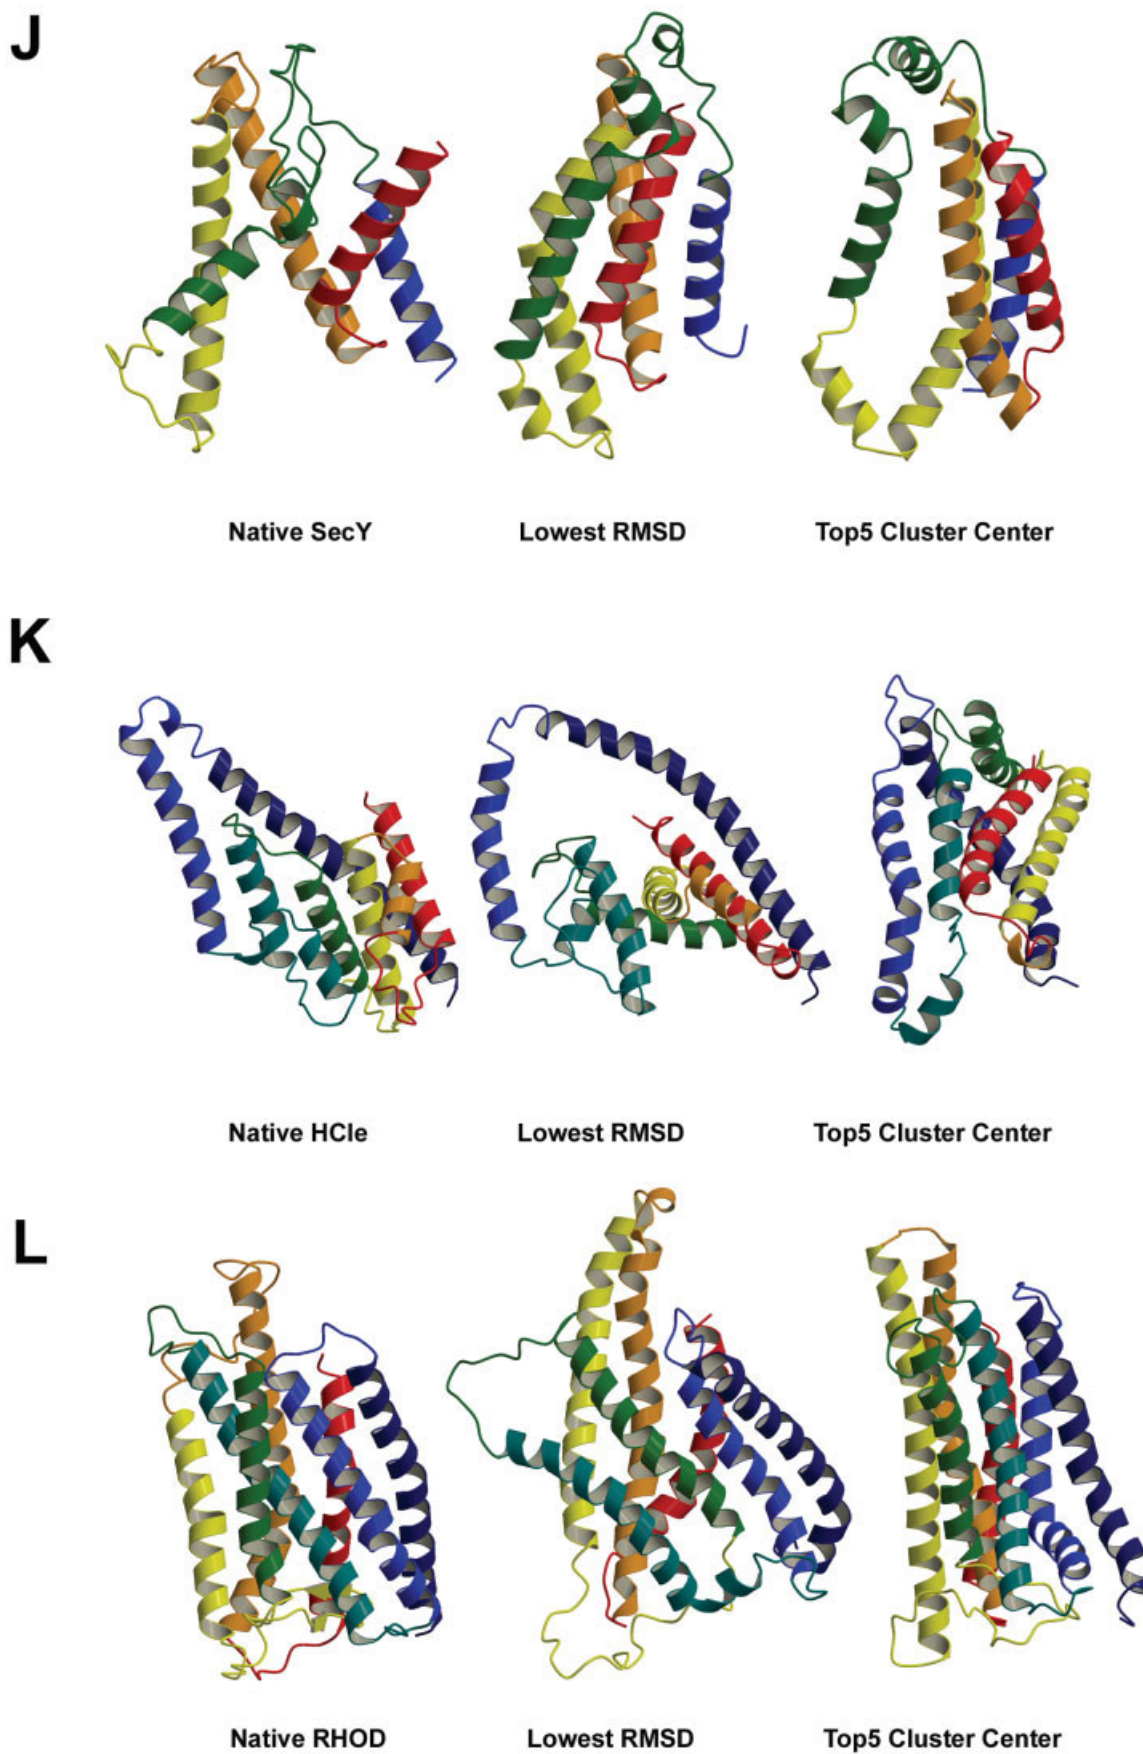 J
Native SecY Lowest RMSD Top5 Cluster Center
K
Native HCIe Lowest RMSD Top5 Cluster Center
L
Native RHOD Lowest RMSD Top5 Cluster Center